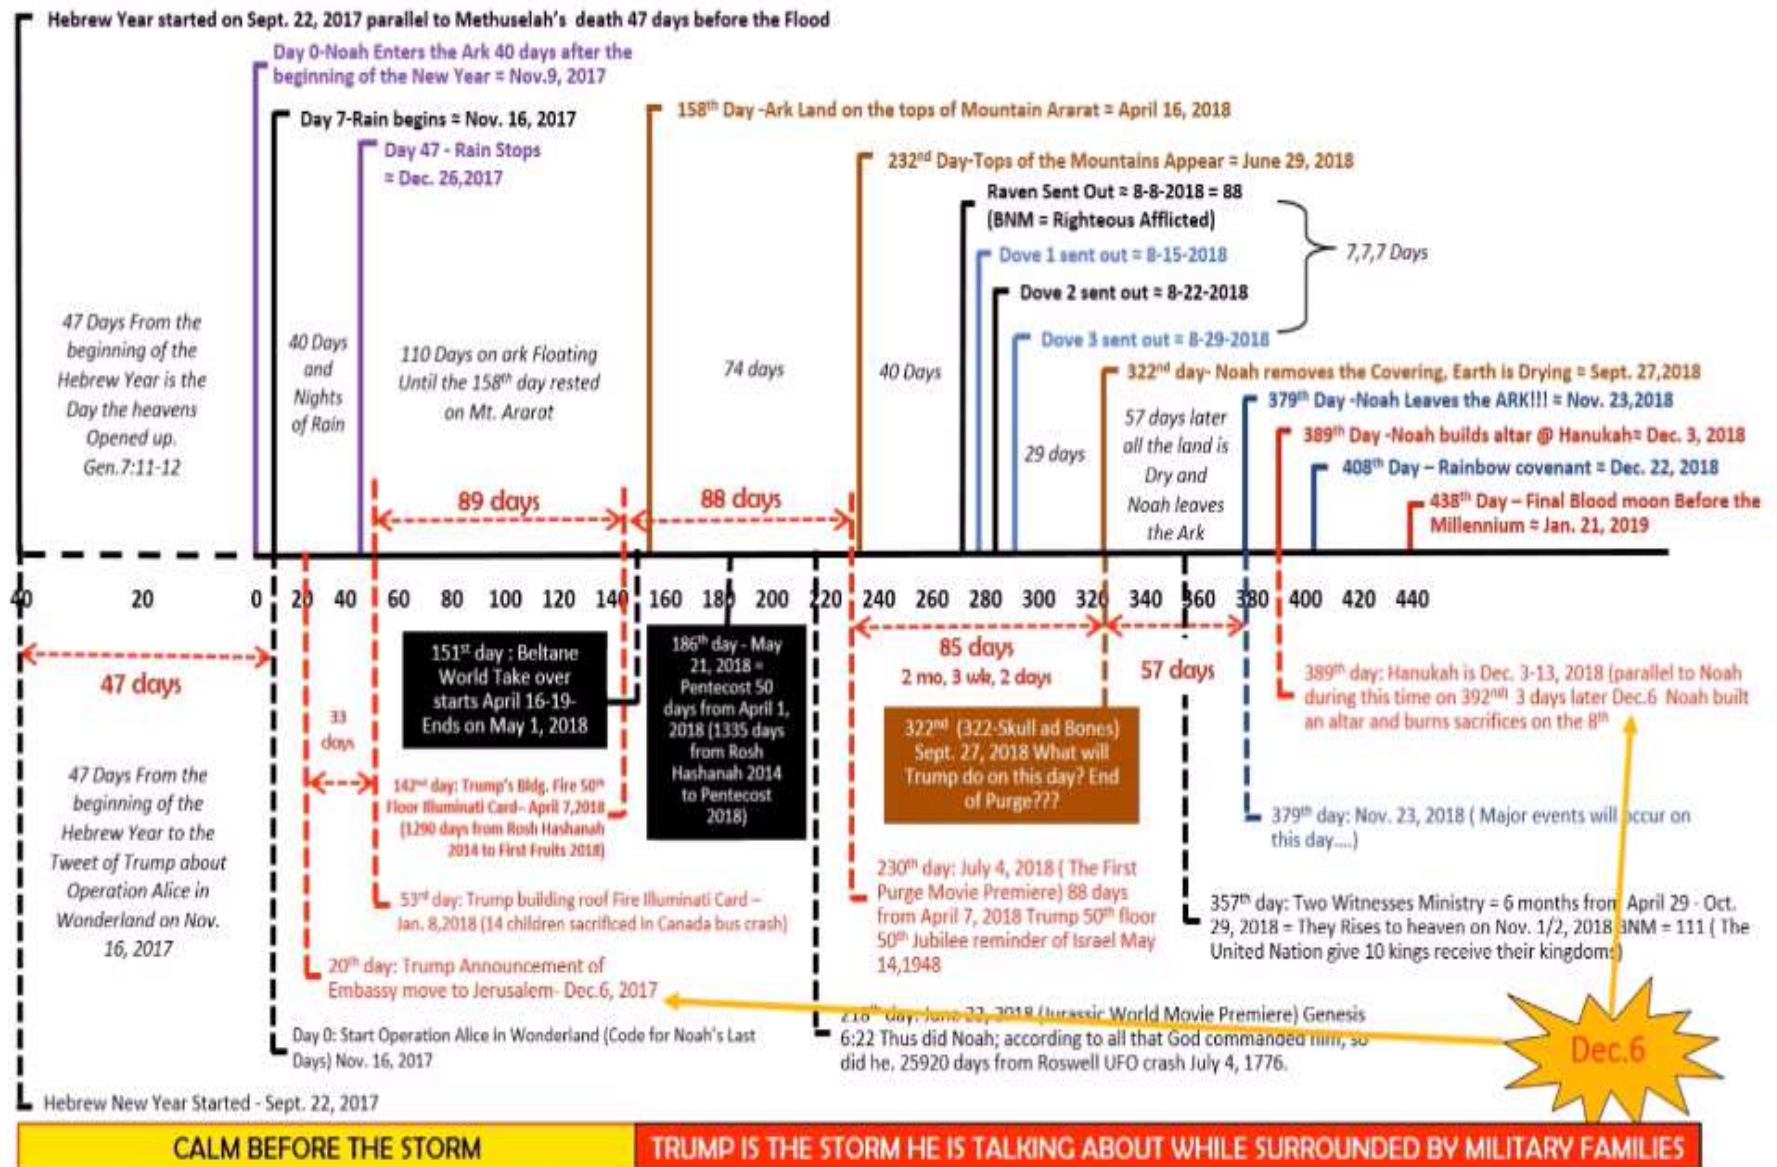 Hebrew Year started on Sept. 22, 2017 parallel to Methuselah's death 47 days before the Flood
Day 0-Noah Enters the Ark 40 days after the
beginning of the New Year = Nov.9, 2017
Day 7-Rain begins = Nov. 16, 2017
Day 47 - Rain Stops
= Dec. 26,2017
158th Day -Ark Land on the tops of Mountain Ararat = April 16, 2018
232nd Day-Tops of the Mountains Appear = June 29, 2018
Raven Sent Out = 8-8-2018 = 88
(BNM = Righteous Afflicted)
Dove 1 sent out = 8-15-2018
7,7,7 Days
Dove 2 sent out = 8-22-2018
Dove 3 sent out = 8-29-2018
322nd day- Noah removes the Covering, Earth is Drying = Sept. 27,2018
379th Day -Noah Leaves the ARK!!! = Nov. 23,2018
389th Day -Noah builds altar @ Hanukah= Dec. 3, 2018
408th Day – Rainbow covenant = Dec. 22, 2018
438th Day – Final Blood moon Before the
Millennium = Jan. 21, 2019
47 Days From the
beginning of the
Hebrew Year is the
Day the heavens
Opened up.
Gen.7:11-12
40 Days
and
Nights
of Rain
110 Days on ark Floating
Until the 158th day rested
on Mt. Ararat
74 days
40 Days
29 days
57 days later
all the land is
Dry and
Noah leaves
the Ark
89 days
88 days
40 20 0 20 40 60 80 100 120 140 160 180 200 220 240 260 280 300 320 340 360 380 400 420 440
47 days
33
days
85 days
2 mo, 3 wk, 2 days
57 days
151st day : Beltane
World Take over
starts April 16-19-
Ends on May 1, 2018
186th day - May
21, 2018 =
Pentecost 50
days from April 1,
2018 (1335 days
from Rosh
Hashanah 2014
to Pentecost
2018)
322nd (322-Skull ad Bones)
Sept. 27, 2018 What will
Trump do on this day? End
of Purge???
389th day: Hanukah is Dec. 3-13, 2018 (parallel to Noah
during this time on 392nd) 3 days later Dec.6 Noah built
an altar and burns sacrifices on the 8th
47 Days From the
beginning of the
Hebrew Year to the
Tweet of Trump about
Operation Alice in
Wonderland on Nov.
16, 2017
142nd day: Trump's Bldg. Fire 50th
Floor Illuminati Card– April 7,2018
(1290 days from Rosh Hashanah
2014 to First Fruits 2018)
53rd day: Trump building roof Fire Illuminati Card –
Jan. 8,2018 (14 children sacrificed in Canada bus crash)
20th day: Trump Announcement of
Embassy move to Jerusalem- Dec.6, 2017
Day 0: Start Operation Alice in Wonderland (Code for Noah's Last
Days) Nov. 16, 2017
Hebrew New Year Started - Sept. 22, 2017
230th day: July 4, 2018 ( The First
Purge Movie Premiere) 88 days
from April 7, 2018 Trump 50th floor
50th Jubilee reminder of Israel May
14,1948
218th day: June 22, 2018 (Jurassic World Movie Premiere) Genesis
6:22 Thus did Noah; according to all that God commanded him, so
did he. 25920 days from Roswell UFO crash July 4, 1776.
379th day: Nov. 23, 2018 ( Major events will occur on
this day....)
357th day: Two Witnesses Ministry = 6 months from April 29 - Oct.
29, 2018 = They Rises to heaven on Nov. 1/2, 2018 BNM = 111 ( The
United Nation give 10 kings receive their kingdoms)
Dec.6
CALM BEFORE THE STORM
TRUMP IS THE STORM HE IS TALKING ABOUT WHILE SURROUNDED BY MILITARY FAMILIES